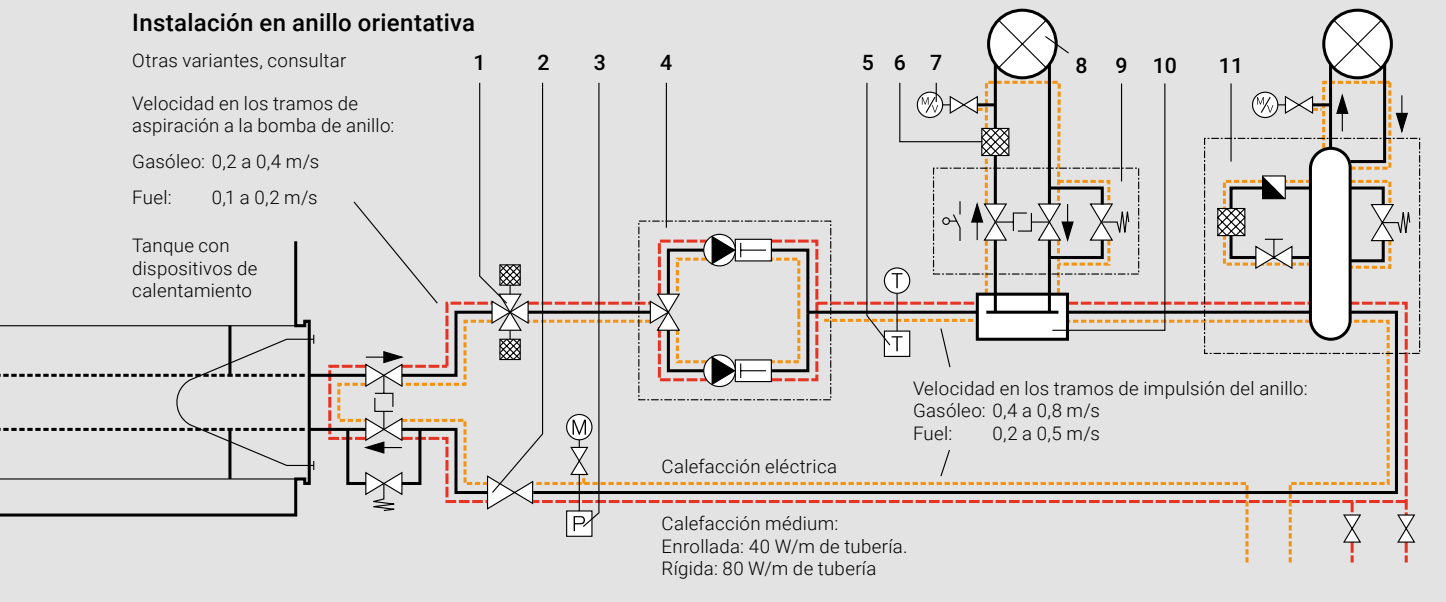 Instalación en anillo orientativa
Otras variantes, consultar
Velocidad en los tramos de
aspiración a la bomba de anillo:
Gasóleo: 0,2 a 0,4 m/s
Fuel: 0,1 a 0,2 m/s
Tanque con
dispositivos de
calentamiento
1 2 3 4 5 6 7 8 9 10 11
M/V
M/V
T
T
M
P
Velocidad en los tramos de impulsión del anillo:
Gasóleo: 0,4 a 0,8 m/s
Fuel: 0,2 a 0,5 m/s
Calefacción eléctrica
Calefacción médium:
Enrollada: 40 W/m de tubería.
Rígida: 80 W/m de tubería